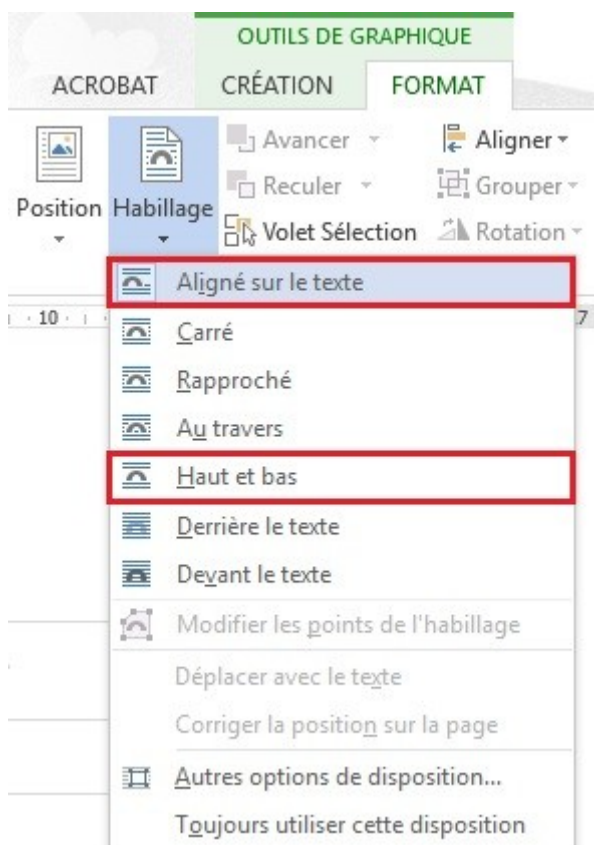 OUTILS DE GRAPHIQUE
ACROBAT CRÉATION FORMAT
Avancer Aligner
Reculer Grouper
Position Habillage
Volet Sélection Rotation
Aligné sur le texte
10 7
Carré
Rapproché
Au travers
Haut et bas
Derrière le texte
Devant le texte
Modifier les points de l'habillage
Déplacer avec le texte
Corriger la position sur la page
Autres options de disposition...
Toujours utiliser cette disposition